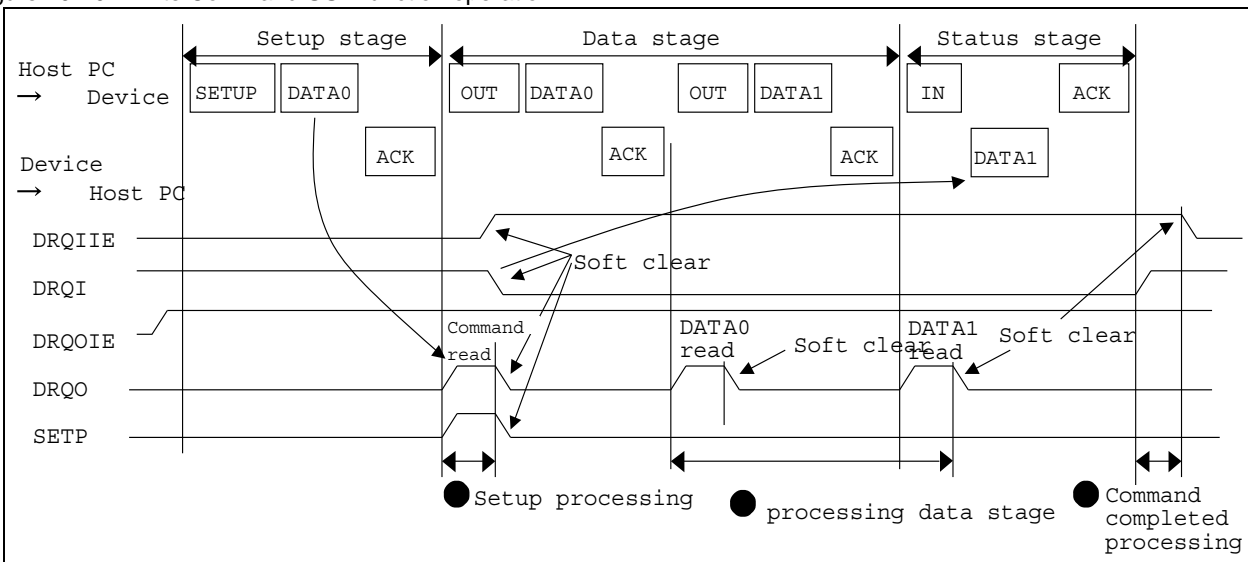 Setup stage Data stage Status stage
Host PC
→ Device
SETUP DATA0 OUT DATA0 OUT DATA1 IN ACK
ACK ACK ACK DATA1
Device
→ Host PC
DRQIIE
Soft clear
DRQI
DRQOIE
Command
read
DATA0
read
Soft clear
DATA1
read
Soft clear
DRQO
SETP
Setup processing
processing data stage
Command
completed
processing